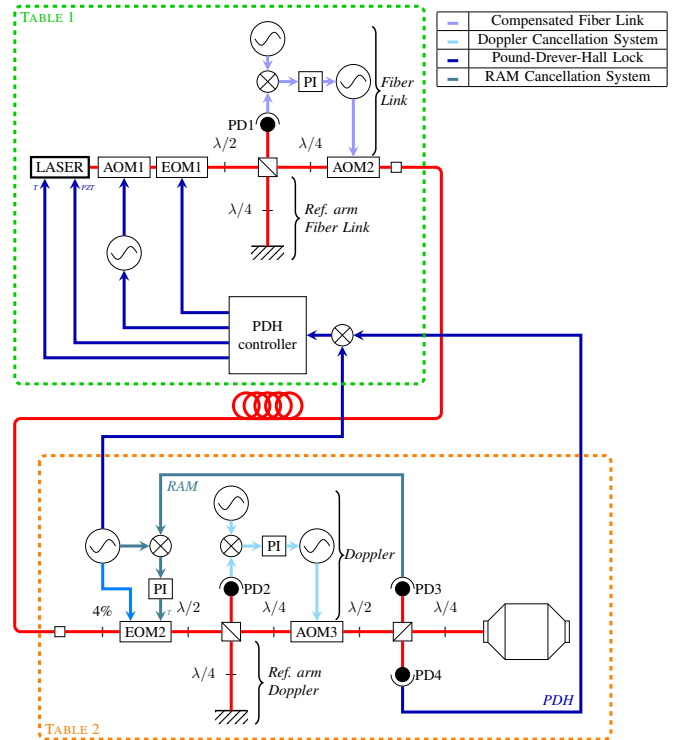 TABLE 1
Compensated Fiber Link
Doppler Cancellation System
Pound-Drever-Hall Lock
RAM Cancellation System
PI
Fiber
Link
PD1
λ/2
λ/4
LASER
AOM1
EOM1
AOM2
T
PZT
λ/4
Ref. arm
Fiber Link
PDH
controller
RAM
PI
Doppler
PI
PD2
PD3
4%
T
λ/2
λ/4
λ/2
λ/4
EOM2
AOM3
λ/4
Ref. arm
Doppler
PD4
PDH
TABLE 2